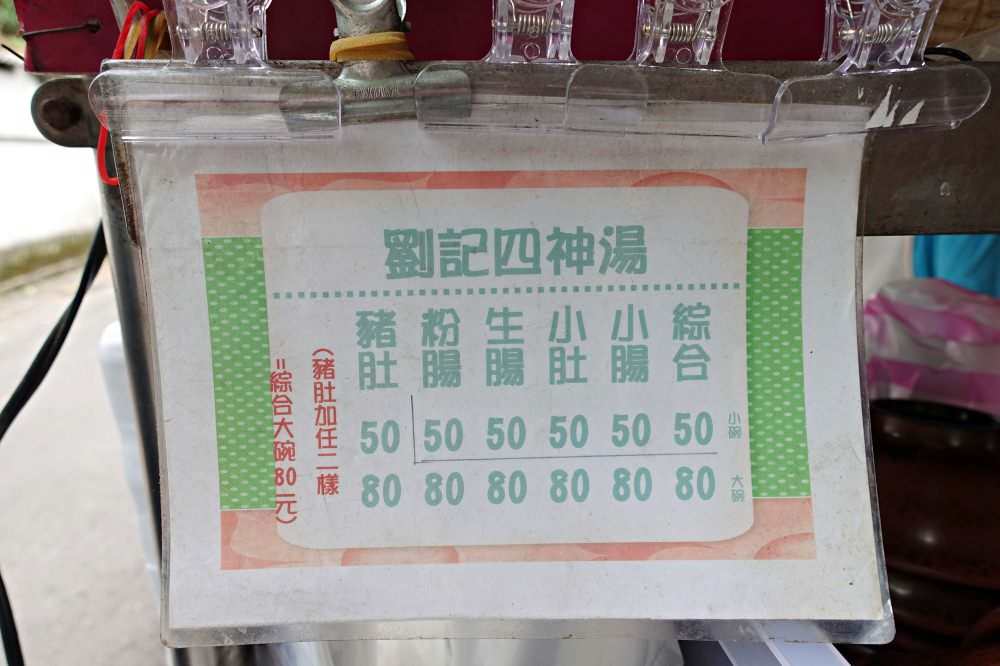 劉記四神湯
綜合
小腸
小肚
生腸
粉腸
豬肚
小碗 50 50 50 50 50 50
大碗 80 80 80 80 80 80
(豬肚加任二樣
=綜合大碗80元)